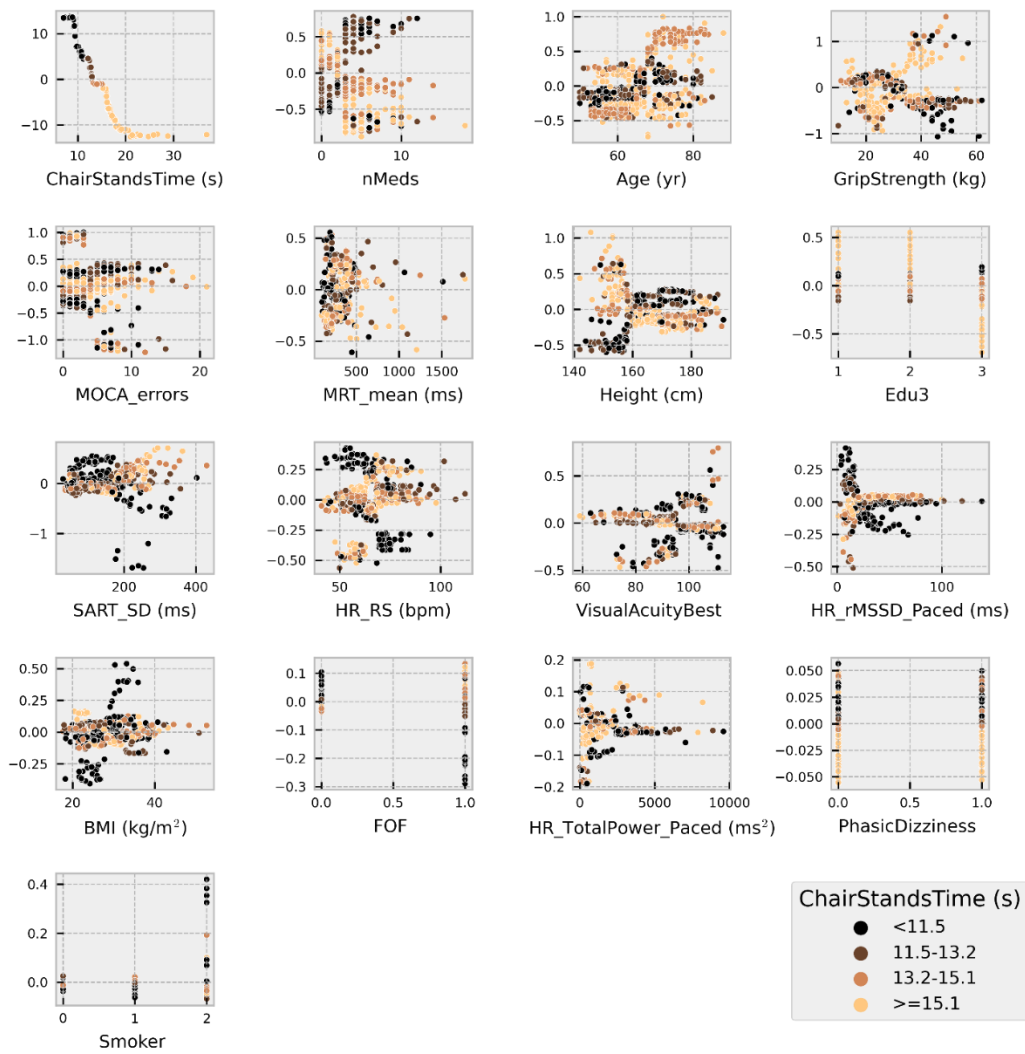 10
0
−10
10 20 30
ChairStandsTime (s)
0.5
0.0
−0.5
0 10
nMeds
1.0
0.5
0.0
−0.5
60 80
Age (yr)
1
0
−1
20 40 60
GripStrength (kg)
1.0
0.5
0.0
−0.5
−1.0
0 10 20
MOCA_errors
0.5
0.0
−0.5
500 1000 1500
MRT_mean (ms)
1.0
0.5
0.0
−0.5
140 160 180
Height (cm)
0.5
0.0
−0.5
1 2 3
Edu3
0
−1
200 400
SART_SD (ms)
0.25
0.00
−0.25
−0.50
50 100
HR_RS (bpm)
0.5
0.0
−0.5
60 80 100
VisualAcuityBest
0.25
0.00
−0.25
−0.50
0 100
HR_rMSSD_Paced (ms)
0.50
0.25
0.00
−0.25
20 40
BMI (kg/m²)
0.1
0.0
−0.1
−0.2
−0.3
0.0 0.5 1.0
FOF
0.2
0.1
0.0
−0.1
−0.2
0 5000 10000
HR_TotalPower_Paced (ms²)
0.050
0.025
0.000
−0.025
−0.050
0.0 0.5 1.0
PhasicDizziness
0.4
0.2
0.0
0 1 2
Smoker
ChairStandsTime (s)
<11.5
11.5-13.2
13.2-15.1
>=15.1